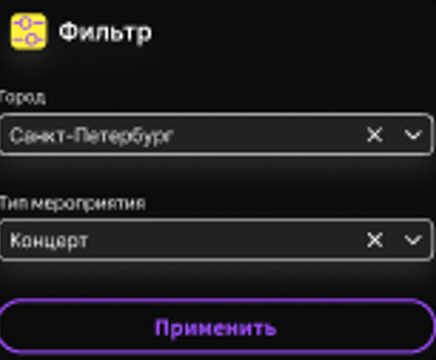 Фильтр
Город
Санкт-Петербург
Тип мероприятия
Концерт
Применить